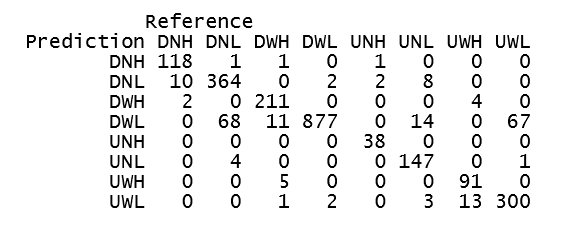 Reference
Prediction DNH DNL DWH DWL UNH UNL UWH UWL
DNH 118 1 1 0 1 0 0 0
DNL 10 364 0 2 2 8 0 0
DWH 2 0 211 0 0 0 4 0
DWL 0 68 11 877 0 14 0 67
UNH 0 0 0 0 38 0 0 0
UNL 0 4 0 0 0 147 0 1
UWH 0 0 5 0 0 0 91 0
UWL 0 0 1 2 0 3 13 300